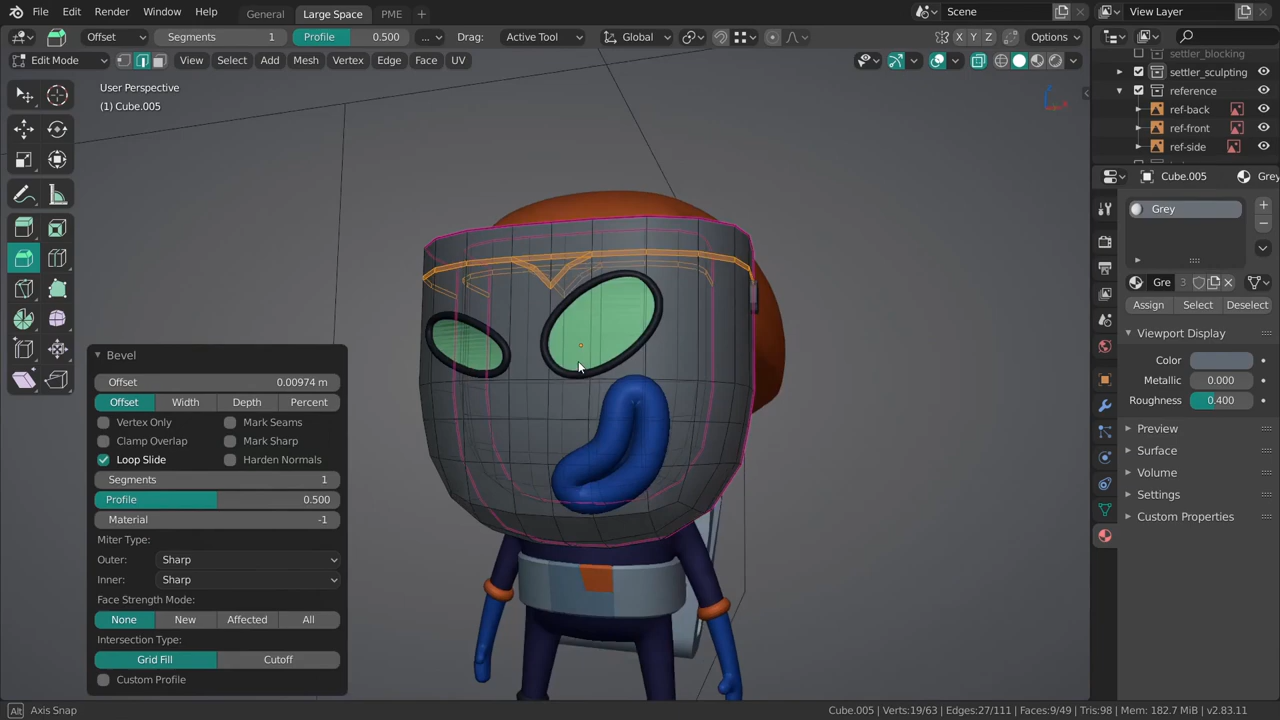 File Edit Render Window Help General Large Space PME + Scene View Layer
Offset Segments 1 Profile 0.500 ... Drag: Active Tool Global X Y Z Options
Edit Mode View Select Add Mesh Vertex Edge Face UV
settler_blocking
settler_sculpting
reference
ref-back
ref-front
ref-side
User Perspective
(1) Cube.005
Cube.005 Grey
Grey
Gre 3
Assign Select Deselect
Viewport Display
Color
Metallic 0.000
Roughness 0.400
Preview
Surface
Volume
Settings
Custom Properties
Bevel
Offset 0.00974 m
Offset Width Depth Percent
Vertex Only Mark Seams
Clamp Overlap Mark Sharp
Loop Slide Harden Normals
Segments 1
Profile 0.500
Material -1
Miter Type:
Outer: Sharp
Inner: Sharp
Face Strength Mode:
None New Affected All
Intersection Type:
Grid Fill Cutoff
Custom Profile
Alt Axis Snap Cube.005 | Verts:19/63 | Edges:27/111 | Faces:9/49 | Tris:98 | Mem: 182.7 MiB | v2.83.11